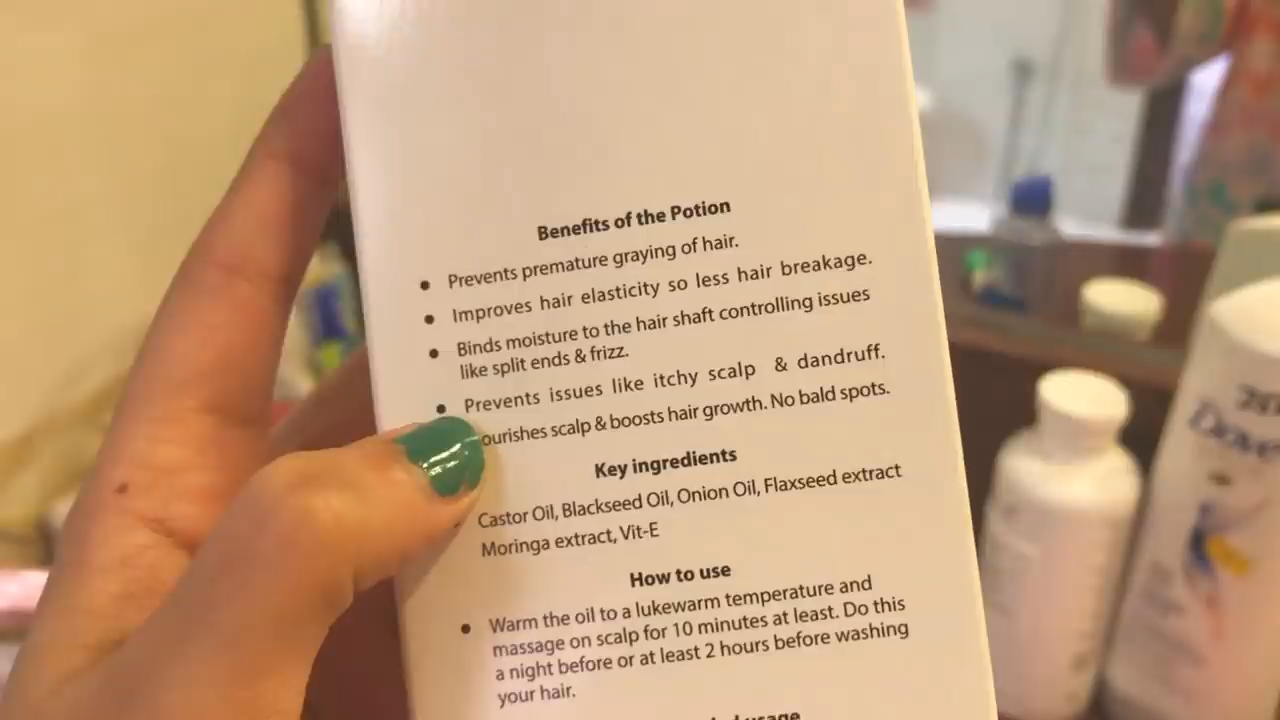 Benefits of the Potion
Prevents premature graying of hair.
Improves hair elasticity so less hair breakage.
Binds moisture to the hair shaft controlling issues
like split ends & frizz.
Prevents issues like itchy scalp & dandruff.
ourishes scalp & boosts hair growth. No bald spots.
Key ingredients
Castor Oil, Blackseed Oil, Onion Oil, Flaxseed extract
Moringa extract, Vit-E
How to use
Warm the oil to a lukewarm temperature and
massage on scalp for 10 minutes at least. Do this
a night before or at least 2 hours before washing
your hair.
usage
Dove